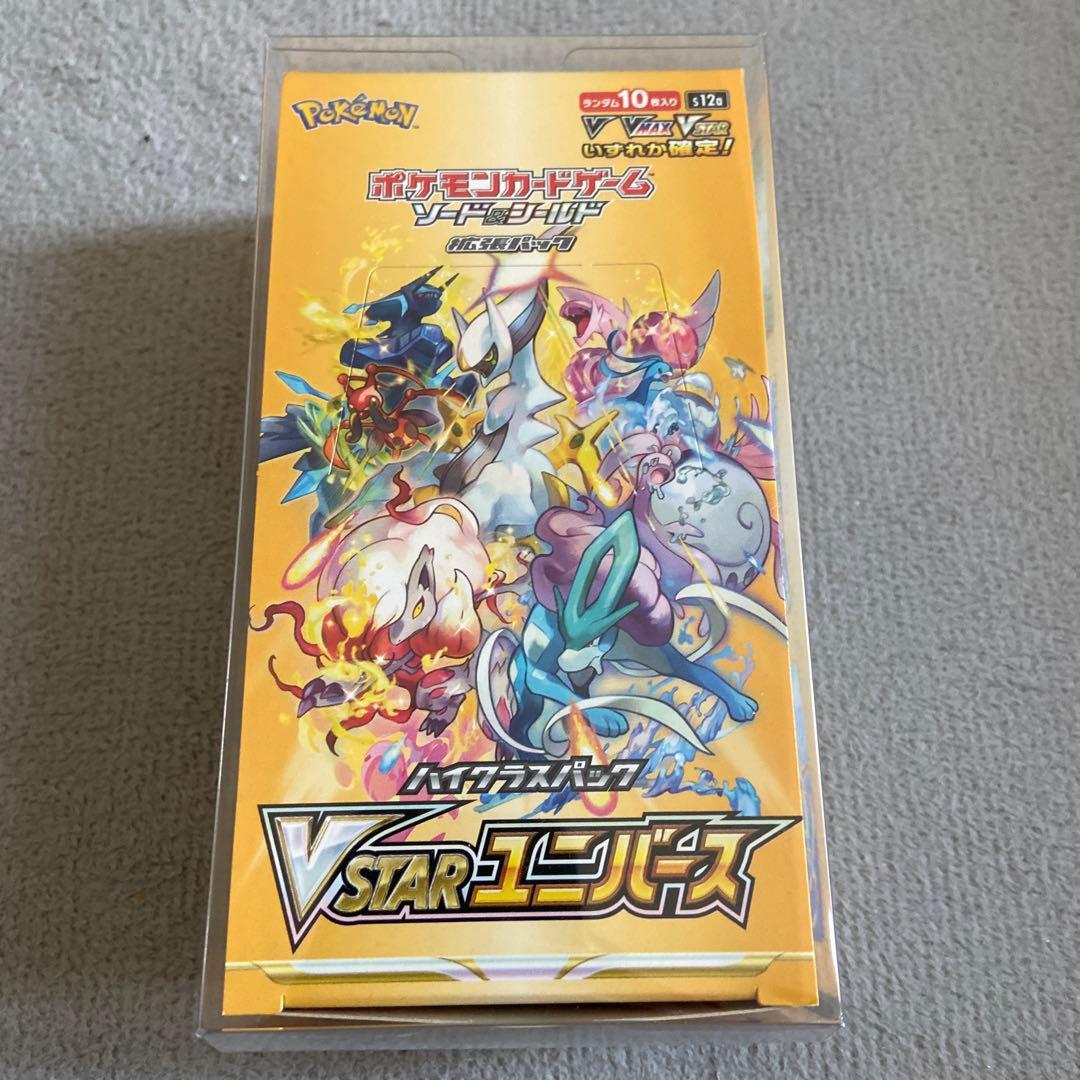 POKéMON™
ランダム10枚入り s12a
V VMAX VSTAR
いずれか確定!
ポケモンカードゲーム
ソード&シールド
拡張パック
ハイクラスパック
VSTARユニバース